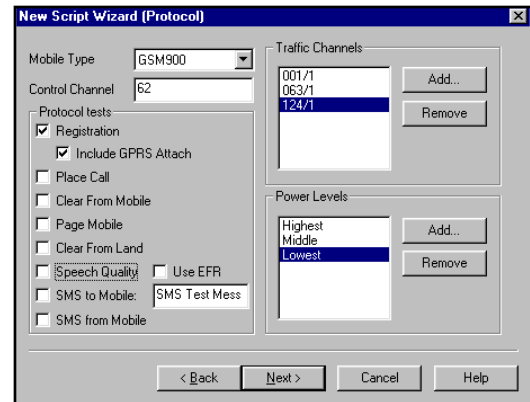 New Script Wizard (Protocol)
Mobile Type
GSM900
Control Channel
62
Protocol tests
Registration
Include GPRS Attach
Place Call
Clear From Mobile
Page Mobile
Clear From Land
Speech Quality
Use EFR
SMS to Mobile:
SMS Test Mess
SMS from Mobile
Traffic Channels
001/1
063/1
124/1
Add...
Remove
Power Levels
Highest
Middle
Lowest
Add...
Remove
< Back
Next >
Cancel
Help